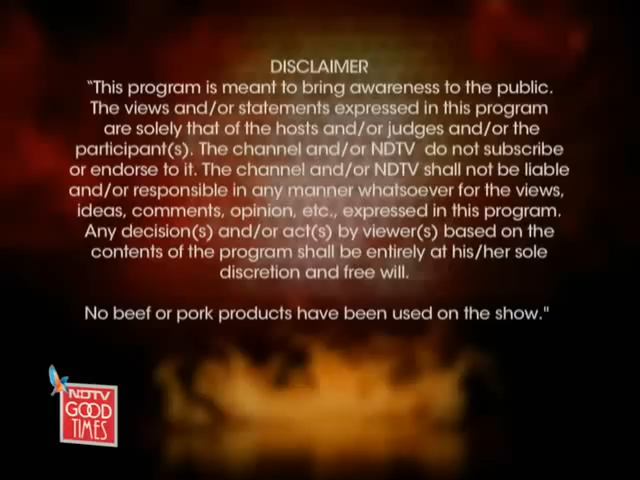 DISCLAIMER
“This program is meant to bring awareness to the public.
The views and/or statements expressed in this program
are solely that of the hosts and/or judges and/or the
participant(s). The channel and/or NDTV do not subscribe
or endorse to it. The channel and/or NDTV shall not be liable
and/or responsible in any manner whatsoever for the views,
ideas, comments, opinion, etc., expressed in this program.
Any decision(s) and/or act(s) by viewer(s) based on the
contents of the program shall be entirely at his/her sole
discretion and free will.
No beef or pork products have been used on the show."
NDTV
GOOD
TIMES